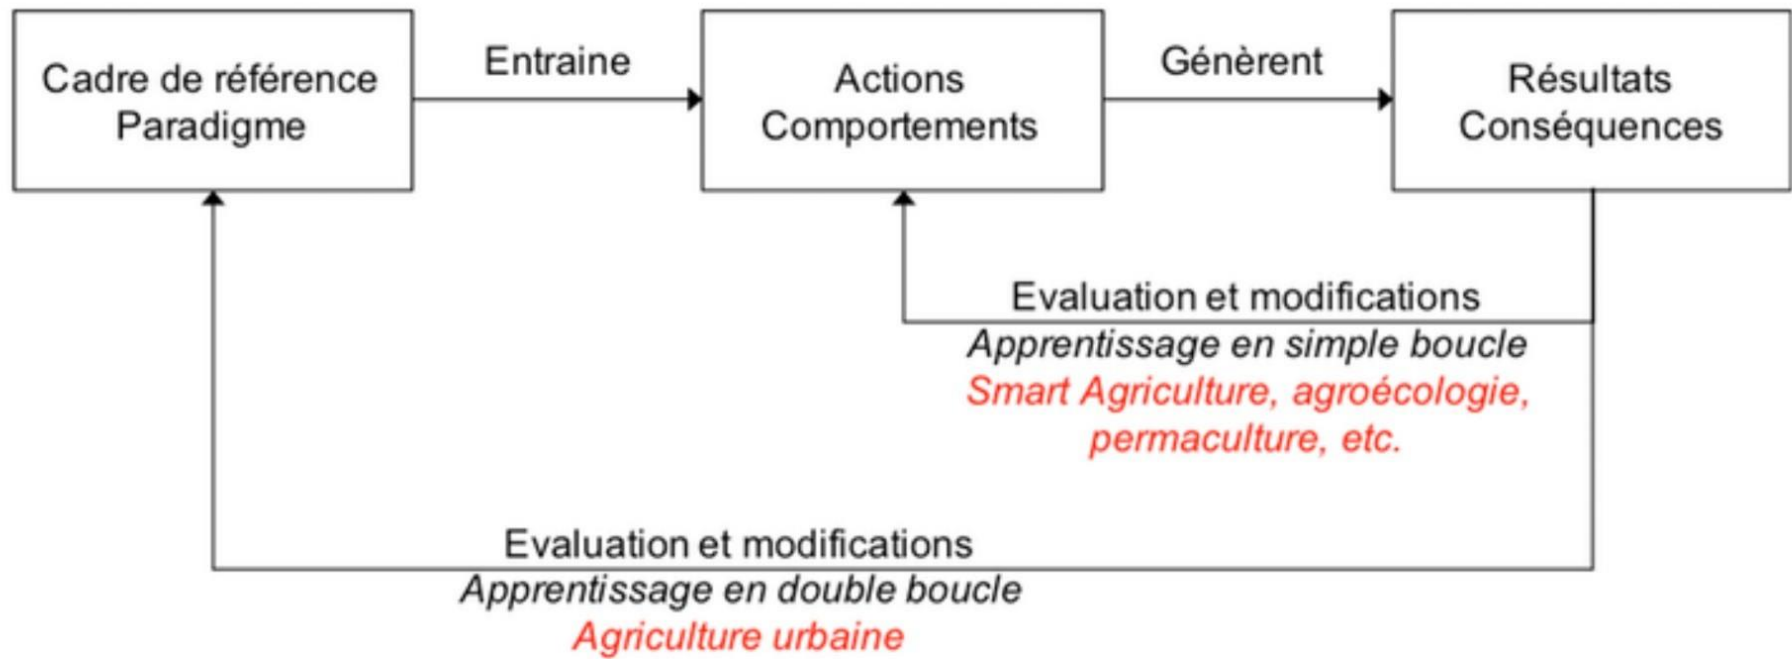 Cadre de référence
Paradigme
Entraine
Actions
Comportements
Génèrent
Résultats
Conséquences
Evaluation et modifications
Apprentissage en simple boucle
Smart Agriculture, agroécologie,
permaculture, etc.
Evaluation et modifications
Apprentissage en double boucle
Agriculture urbaine